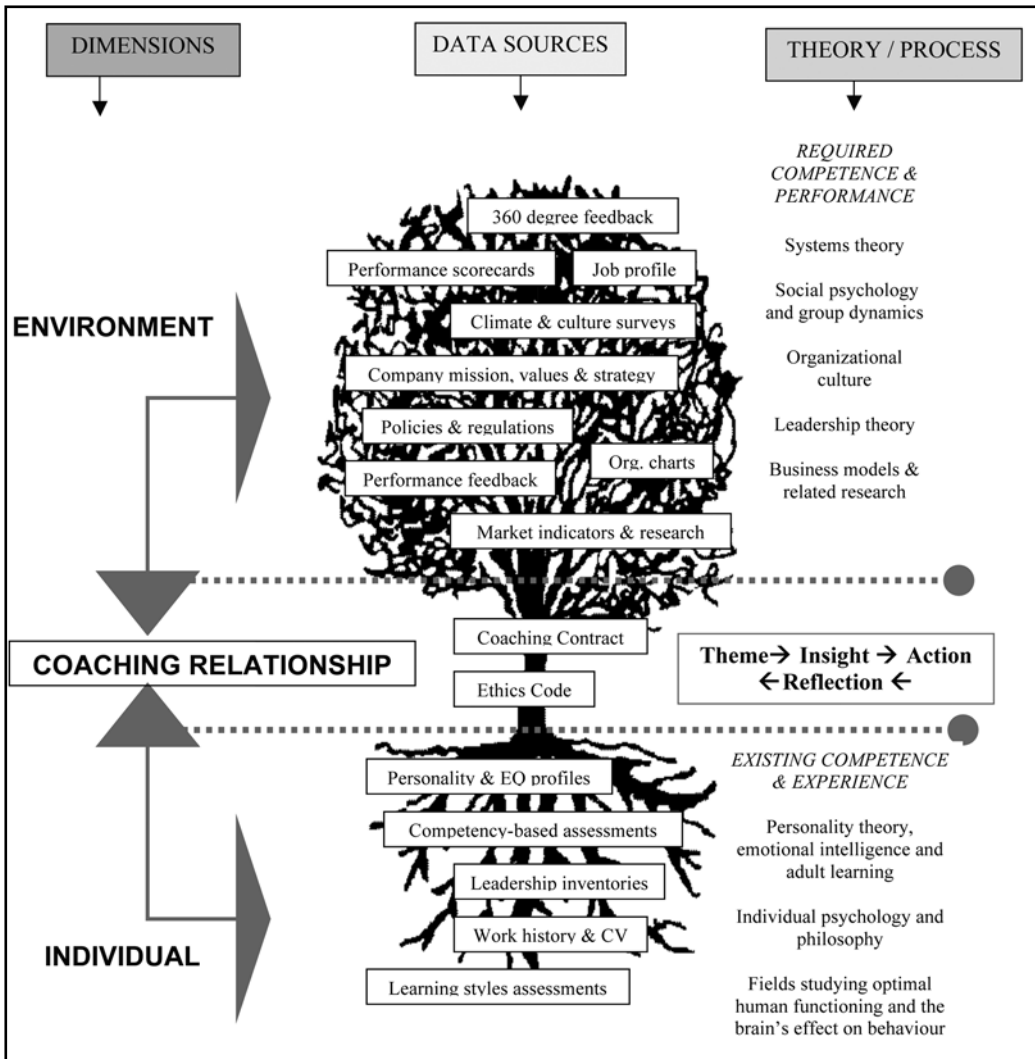 DIMENSIONS
DATA SOURCES
THEORY / PROCESS
REQUIRED
COMPETENCE &
PERFORMANCE
360 degree feedback
Systems theory
Performance scorecards
Job profile
Social psychology
and group dynamics
ENVIRONMENT
Climate & culture surveys
Organizational
culture
Company mission, values & strategy
Policies & regulations
Leadership theory
Org. charts
Performance feedback
Business models &
related research
Market indicators & research
Coaching Contract
COACHING RELATIONSHIP
Theme→ Insight → Action
←Reflection ←
Ethics Code
EXISTING COMPETENCE
& EXPERIENCE
Personality & EQ profiles
Competency-based assessments
Personality theory,
emotional intelligence and
adult learning
Leadership inventories
Work history & CV
Individual psychology and
philosophy
INDIVIDUAL
Learning styles assessments
Fields studying optimal
human functioning and the
brain's effect on behaviour